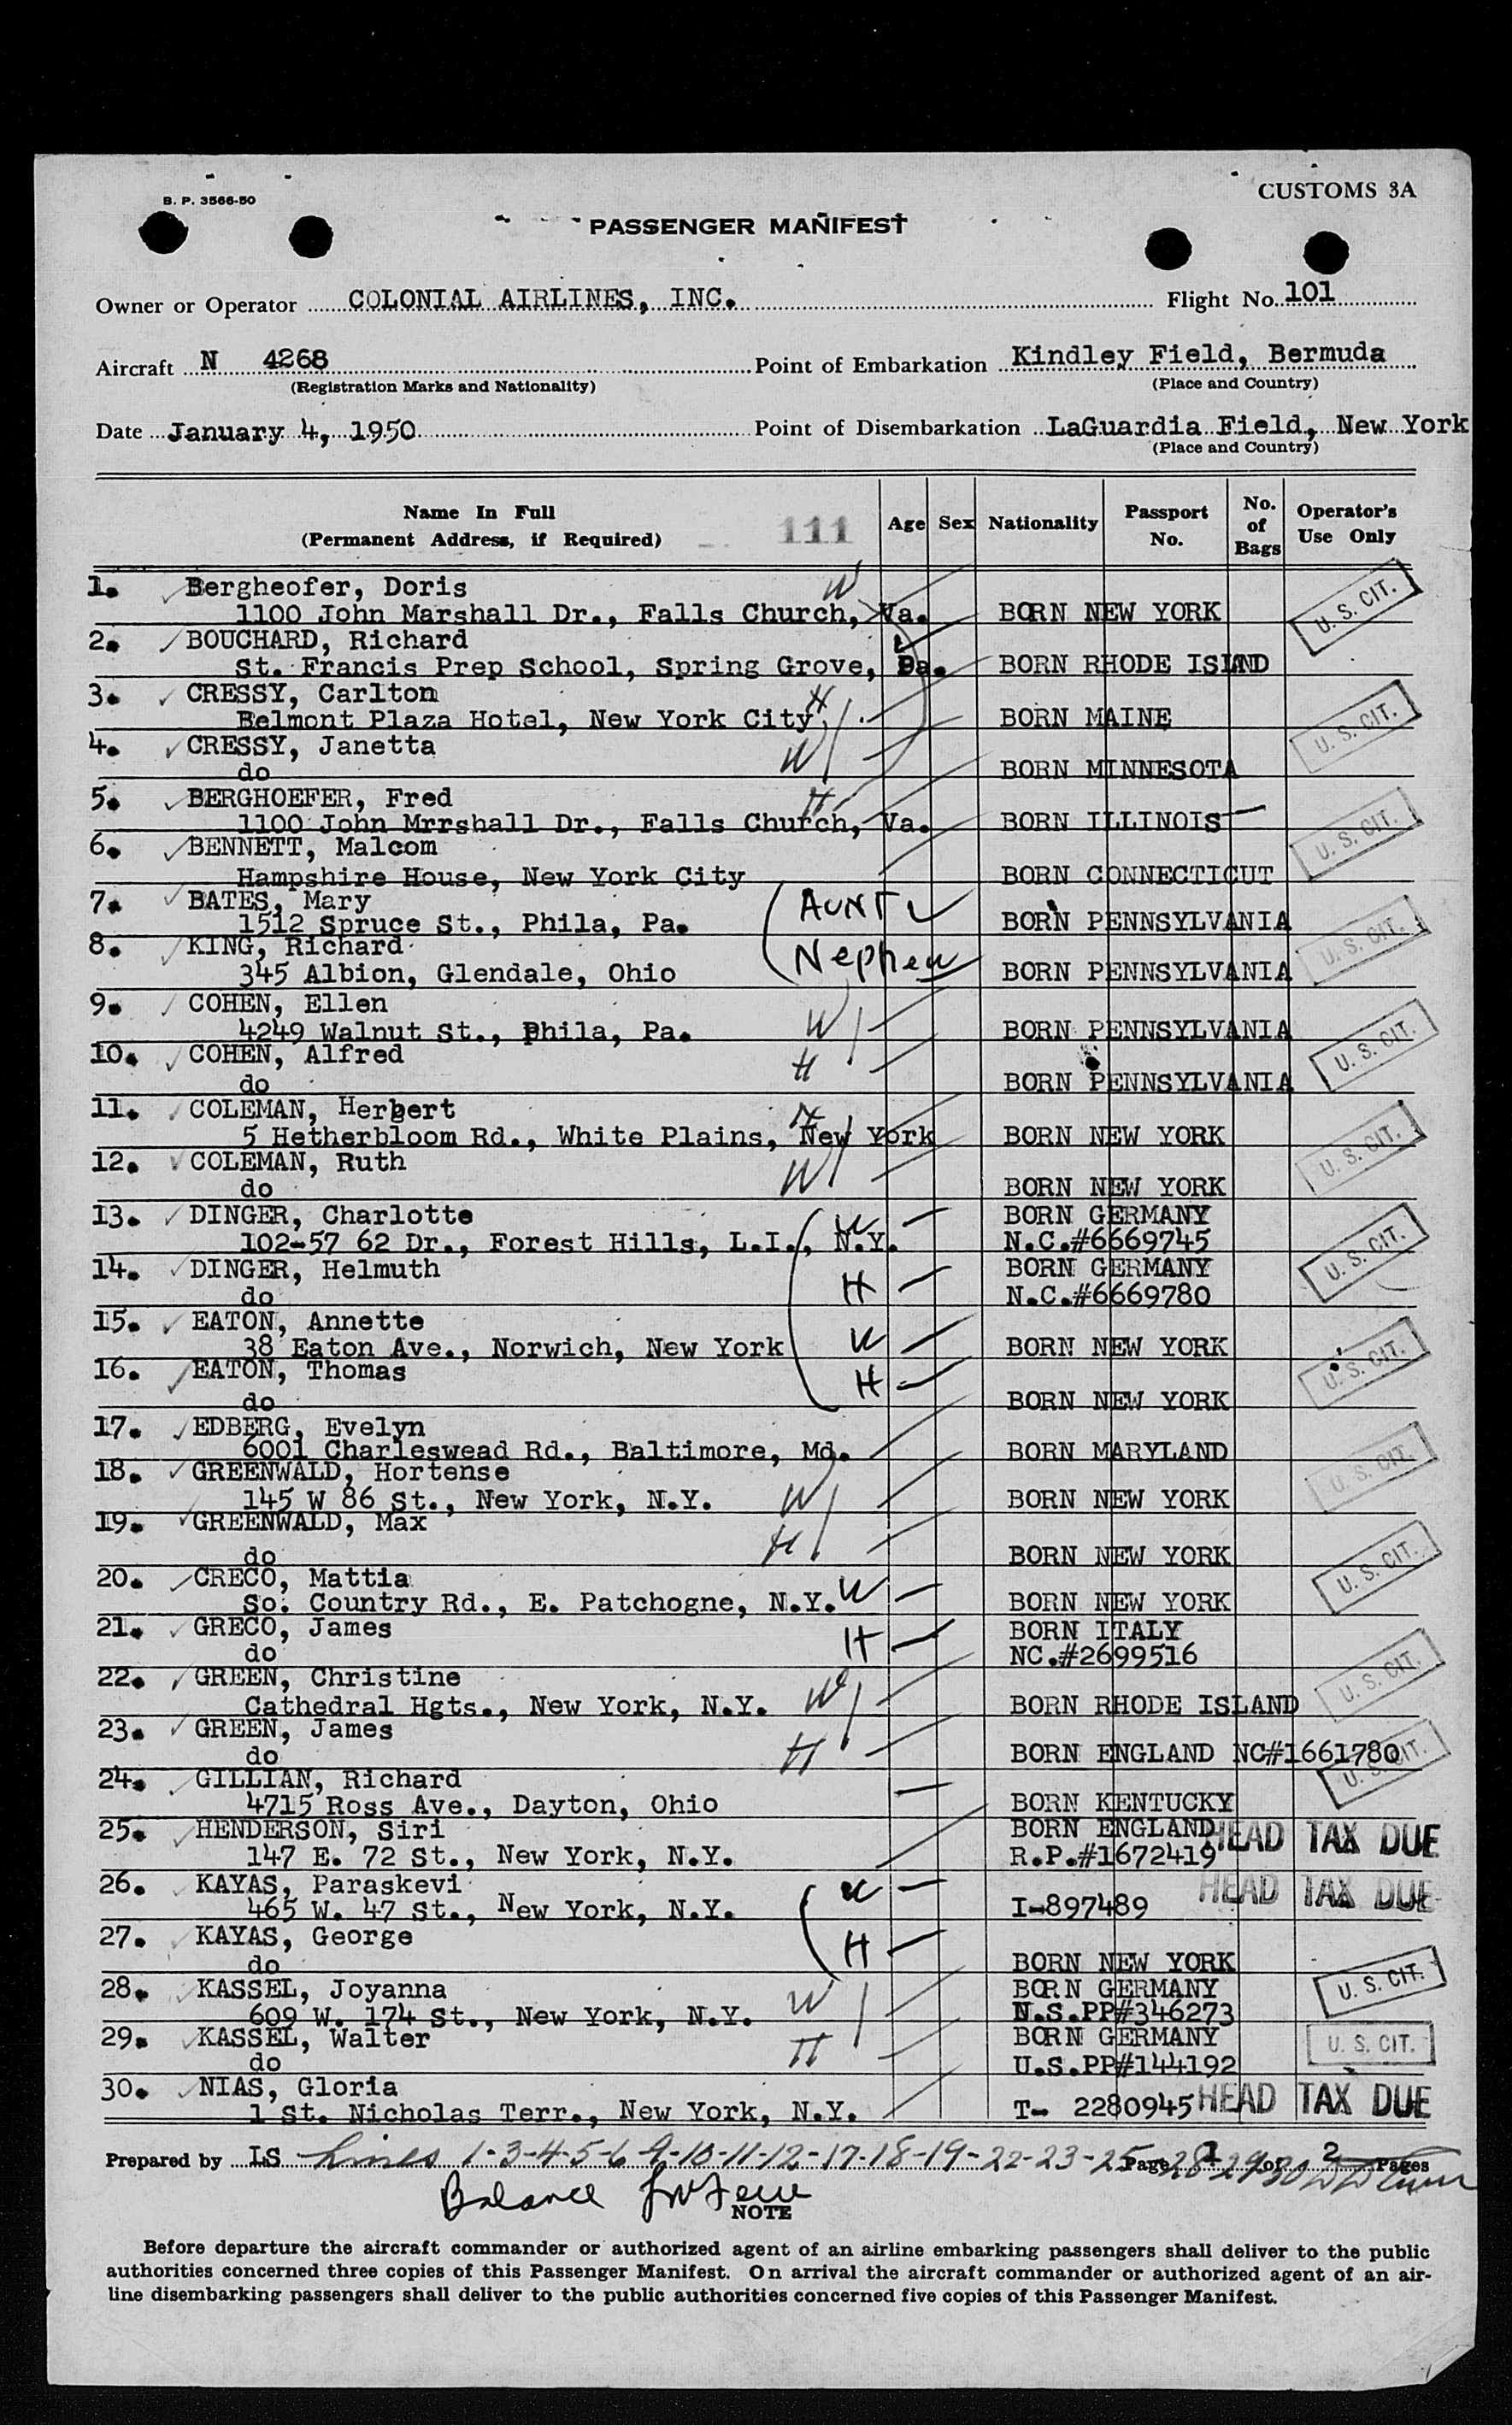 B. P. 3566-50
CUSTOMS 3A
PASSENGER MANIFEST
Owner or Operator COLONIAL AIRLINES, INC. Flight No. 101
Aircraft N 4268 Point of Embarkation Kindley Field, Bermuda
(Registration Marks and Nationality) (Place and Country)
Date January 4, 1950 Point of Disembarkation LaGuardia Field, New York
(Place and Country)
Name In Full (Permanent Address, if Required) 111 Age Sex Nationality Passport No. No. of Bags Operator's Use Only
1. Bergheofer, Doris W
1100 John Marshall Dr., Falls Church, Va. BORN NEW YORK U. S. CIT.
2. BOUCHARD, Richard
St. Francis Prep School, Spring Grove, Pa. BORN RHODE ISLAND
3. CRESSY, Carlton H
Belmont Plaza Hotel, New York City BORN MAINE U. S. CIT.
4. CRESSY, Janetta W
do BORN MINNESOTA
5. BERGHOEFER, Fred H
1100 John Mrrshall Dr., Falls Church, Va. BORN ILLINOIS U. S. CIT.
6. BENNETT, Malcom
Hampshire House, New York City BORN CONNECTICUT
7. BATES, Mary AUNT
1512 Spruce St., Phila, Pa. BORN PENNSYLVANIA U. S. CIT.
8. KING, Richard Nephew
345 Albion, Glendale, Ohio BORN PENNSYLVANIA
9. COHEN, Ellen W
4249 Walnut St., Phila, Pa. BORN PENNSYLVANIA U. S. CIT.
10. COHEN, Alfred H
do BORN PENNSYLVANIA
11. COLEMAN, Herbert H
5 Hetherbloom Rd., White Plains, New York BORN NEW YORK U. S. CIT.
12. COLEMAN, Ruth W
do BORN NEW YORK
13. DINGER, Charlotte W BORN GERMANY
102-57 62 Dr., Forest Hills, L.I., N.Y. N.C.#6669745 U. S. CIT.
14. DINGER, Helmuth H BORN GERMANY
do N.C.#6669780
15. EATON, Annette W
38 Eaton Ave., Norwich, New York BORN NEW YORK U. S. CIT.
16. EATON, Thomas H
do BORN NEW YORK
17. EDBERG, Evelyn
6001 Charleswead Rd., Baltimore, Md. BORN MARYLAND U. S. CIT.
18. GREENWALD, Hortense W
145 W 86 St., New York, N.Y. BORN NEW YORK
19. GREENWALD, Max H
do BORN NEW YORK U. S. CIT.
20. CRECO, Mattia W
So. Country Rd., E. Patchogne, N.Y. BORN NEW YORK
21. GRECO, James H BORN ITALY
do NC.#2699516 U. S. CIT.
22. GREEN, Christine W
Cathedral Hgts., New York, N.Y. BORN RHODE ISLAND
23. GREEN, James H
do BORN ENGLAND NC#1661780 U. S. CIT.
24. GILLIAN, Richard
4715 Ross Ave., Dayton, Ohio BORN KENTUCKY
25. HENDERSON, Siri BORN ENGLAND HEAD TAX DUE
147 E. 72 St., New York, N.Y. R.P.#1672419
26. KAYAS, Paraskevi W HEAD TAX DUE
465 W. 47 St., New York, N.Y. I-897489
27. KAYAS, George H
do BORN NEW YORK U. S. CIT.
28. KASSEL, Joyanna W BORN GERMANY
609 W. 174 St., New York, N.Y. N.S.PP#346273
29. KASSEL, Walter H BORN GERMANY U. S. CIT.
do U.S.PP#144192
30. NIAS, Gloria HEAD TAX DUE
1 St. Nicholas Terr., New York, N.Y. T- 2280945
Prepared by LS Lines 1-3-4-5-6 9-10-11-12-17-18-19-22-23-25 28-29-30 Page 1 of 2 Pages
Balance
NOTE
Before departure the aircraft commander or authorized agent of an airline embarking passengers shall deliver to the public
authorities concerned three copies of this Passenger Manifest. On arrival the aircraft commander or authorized agent of an air-
line disembarking passengers shall deliver to the public authorities concerned five copies of this Passenger Manifest.